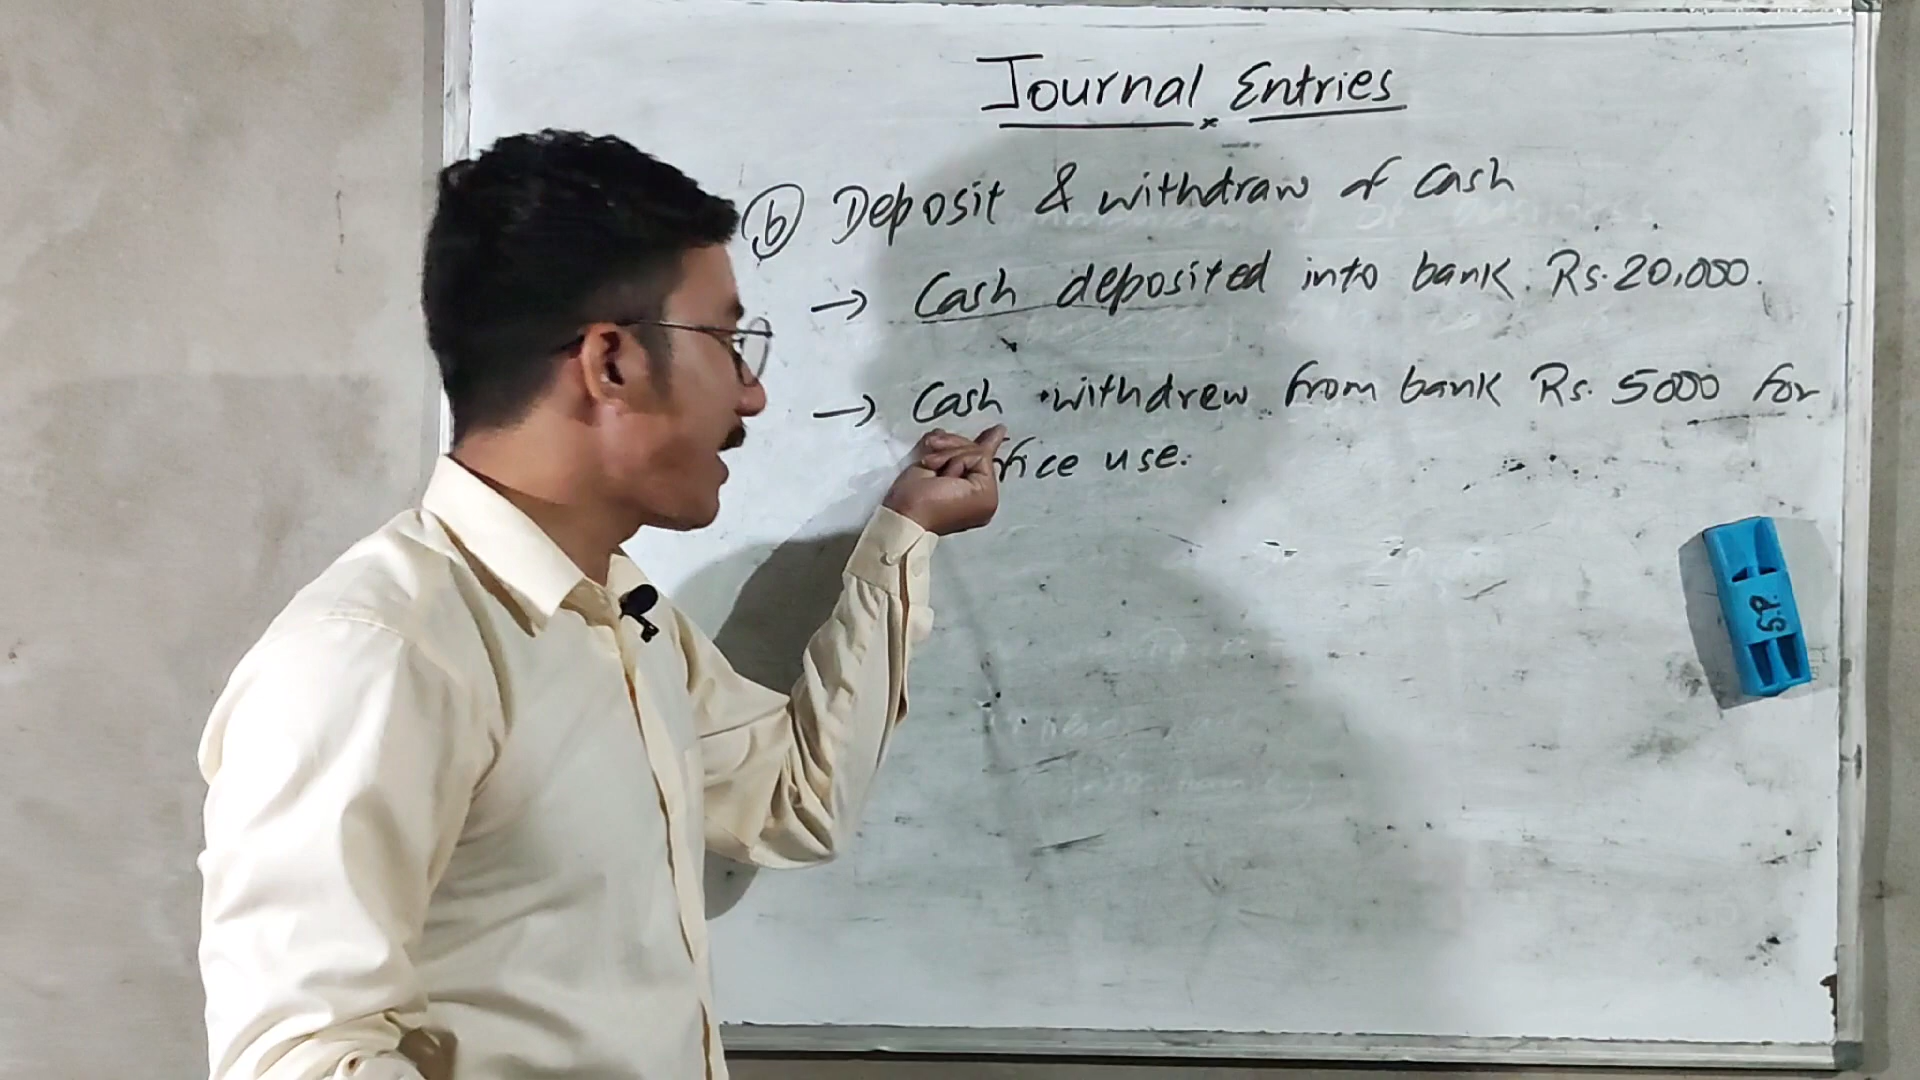 Journal Entries
(b) Deposit & withdraw of cash
→ Cash deposited into bank Rs. 20,000.
→ Cash withdrew from bank Rs. 5000 for
ffice use.
S.P.